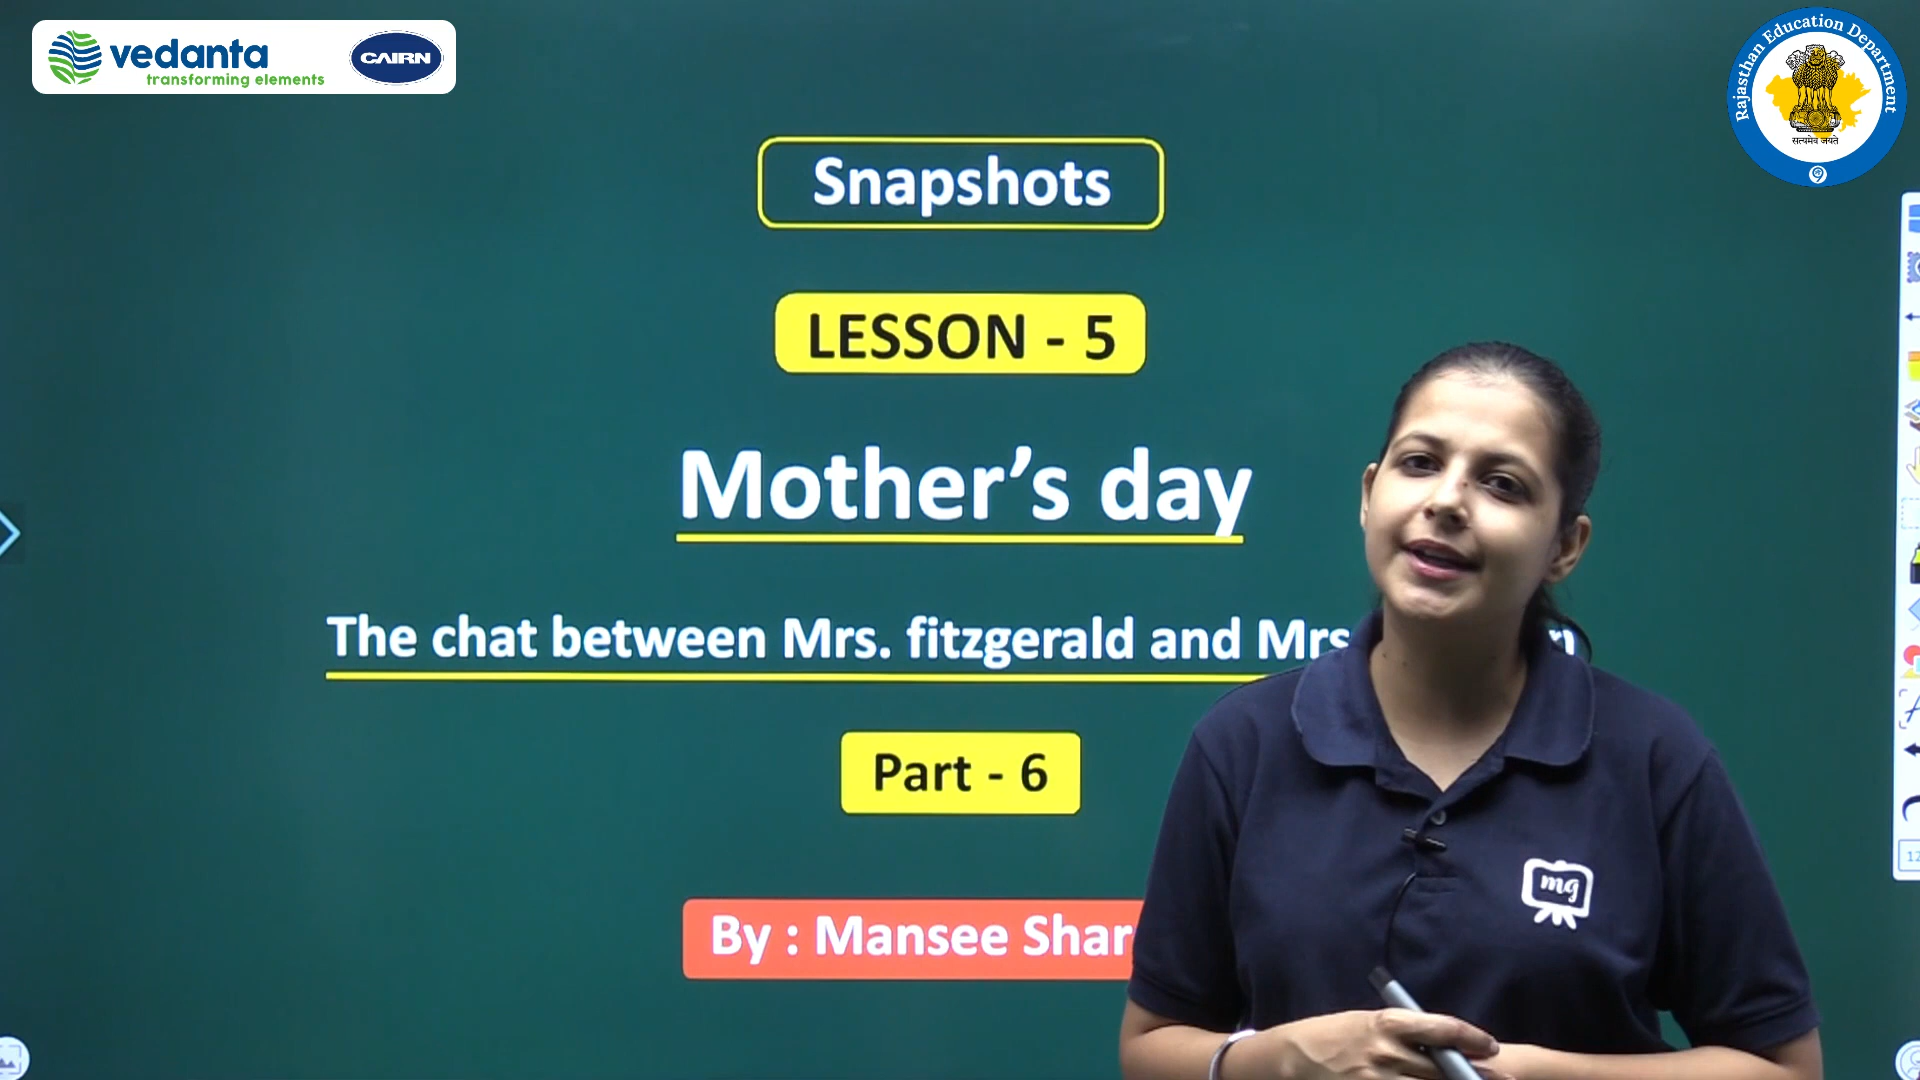 vedanta
transforming elements
CAIRN
Rajasthan Education Department
सत्यमेव जयते
Snapshots
LESSON - 5
Mother’s day
The chat between Mrs. fitzgerald and Mrs
Part - 6
By : Mansee Shar
mg
12